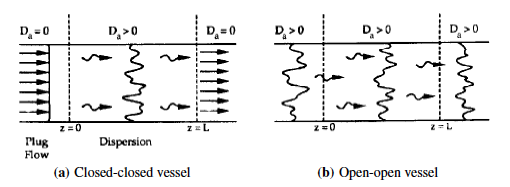 Dₐ = 0 Dₐ > 0 Dₐ = 0
z = 0 z = L
Plug Dispersion
Flow
(a) Closed-closed vessel
Dₐ > 0 Dₐ > 0 Dₐ > 0
z = 0 z = L
(b) Open-open vessel